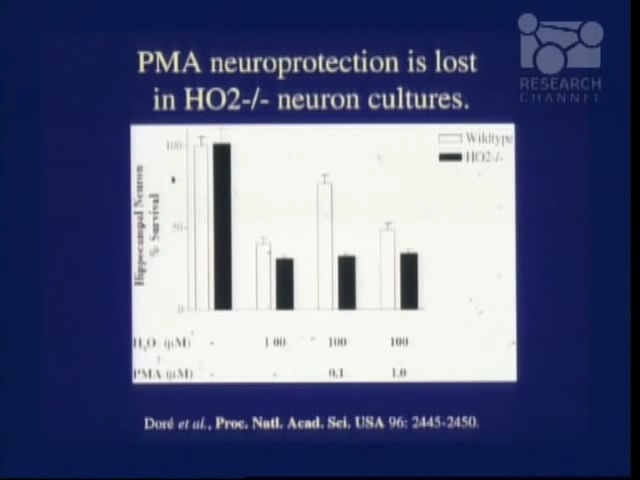 RESEARCH
CHANNEL
PMA neuroprotection is lost
in HO2-/- neuron cultures.
Wildtype
HO2-/-
Hippocampal Neuron
% Survival
100
50
0
H₂O₂ (µM) - 100 100 100
PMA (µM) - - 0.1 1.0
Doré et al., Proc. Natl. Acad. Sci. USA 96: 2445-2450.